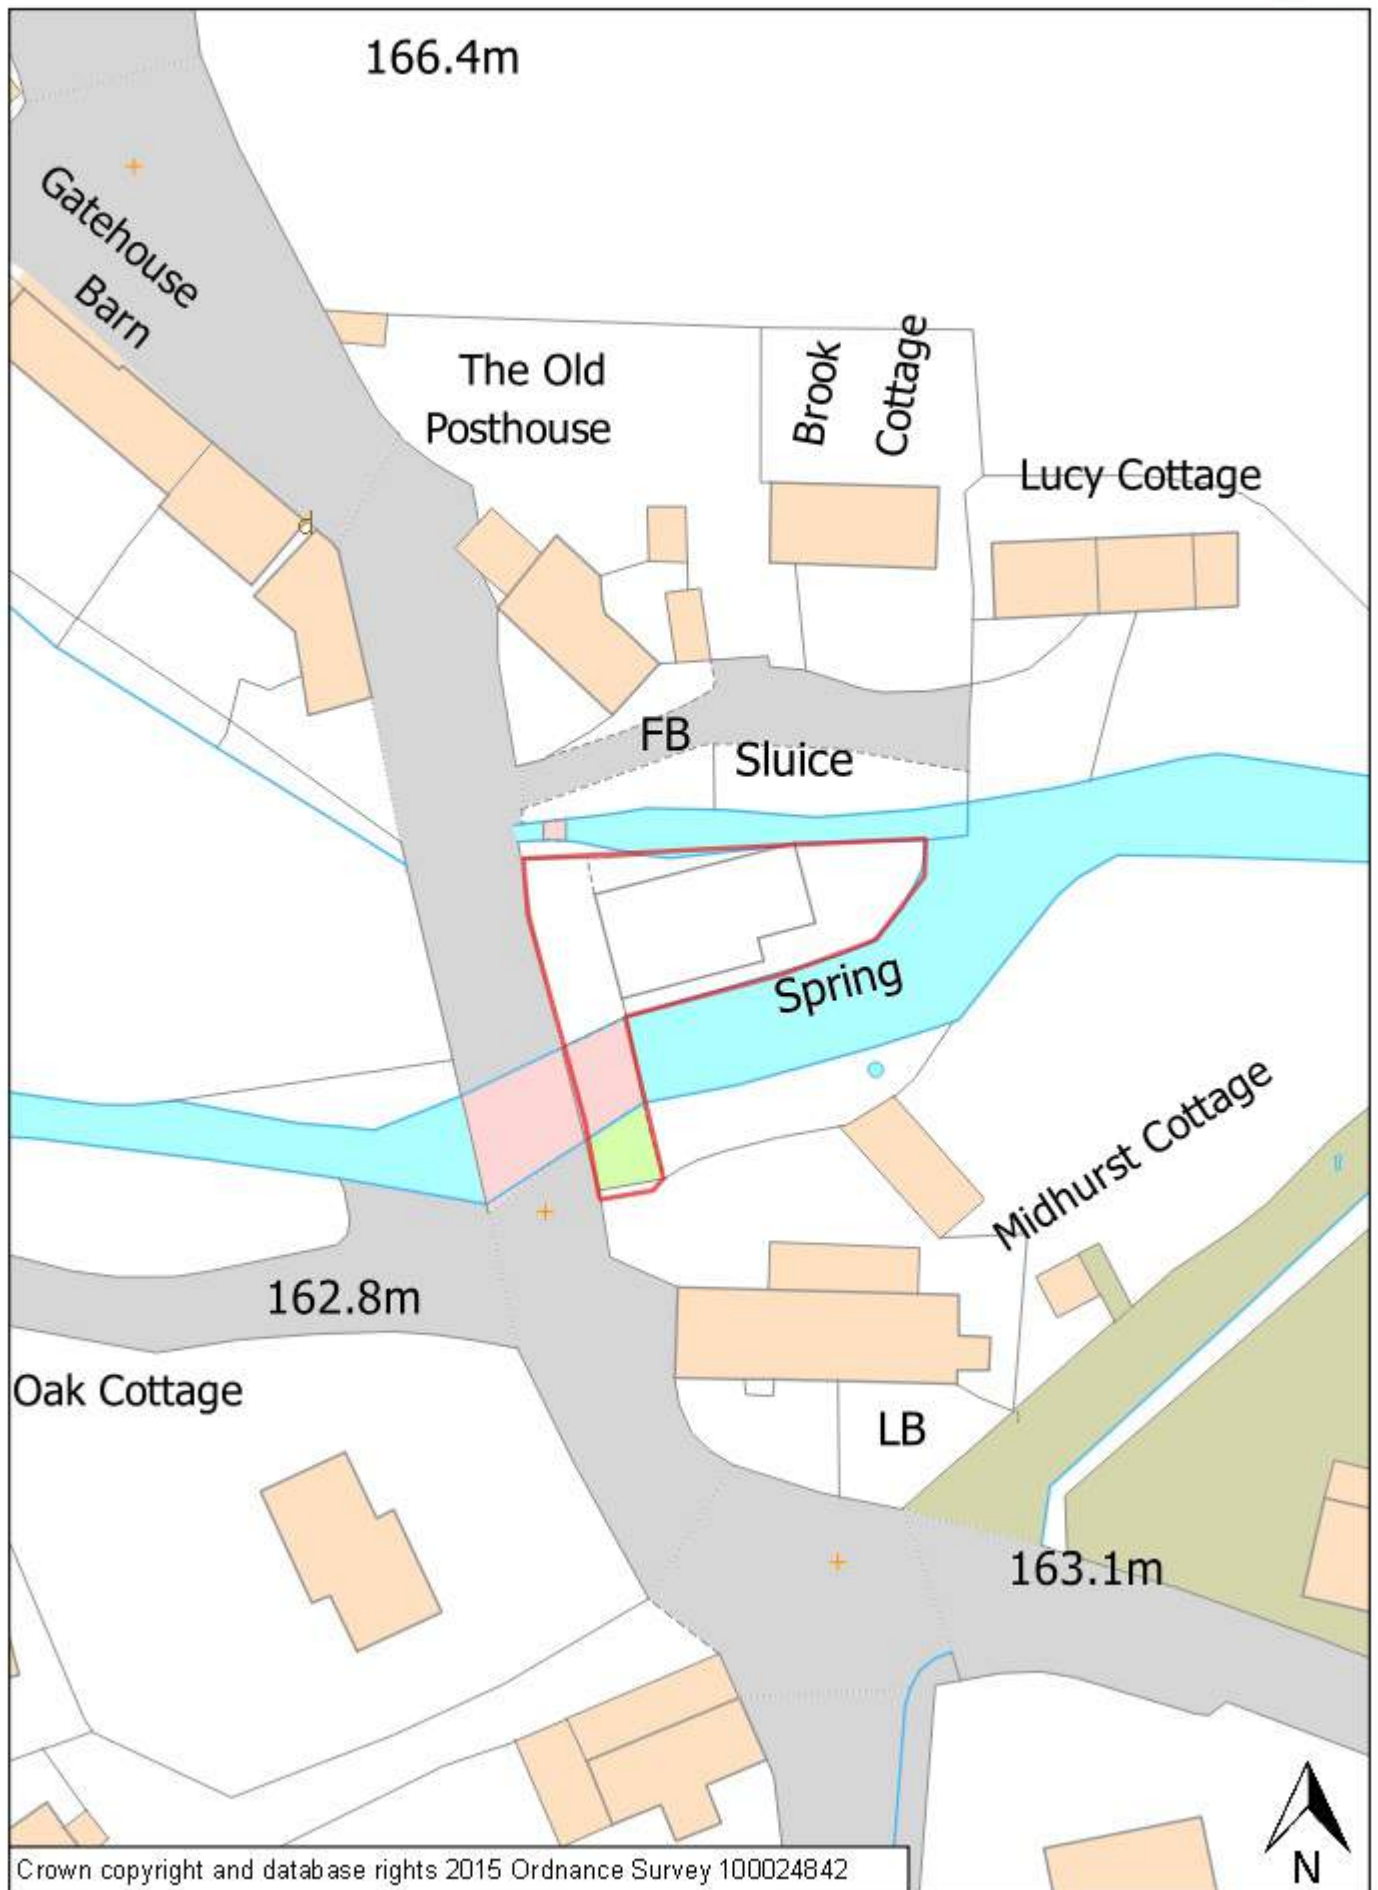 166.4m
Gatehouse
Barn
The Old
Posthouse
Brook
Cottage
Lucy Cottage
FB
Sluice
Spring
Midhurst Cottage
162.8m
Oak Cottage
LB
163.1m
N
Crown copyright and database rights 2015 Ordnance Survey 100024842